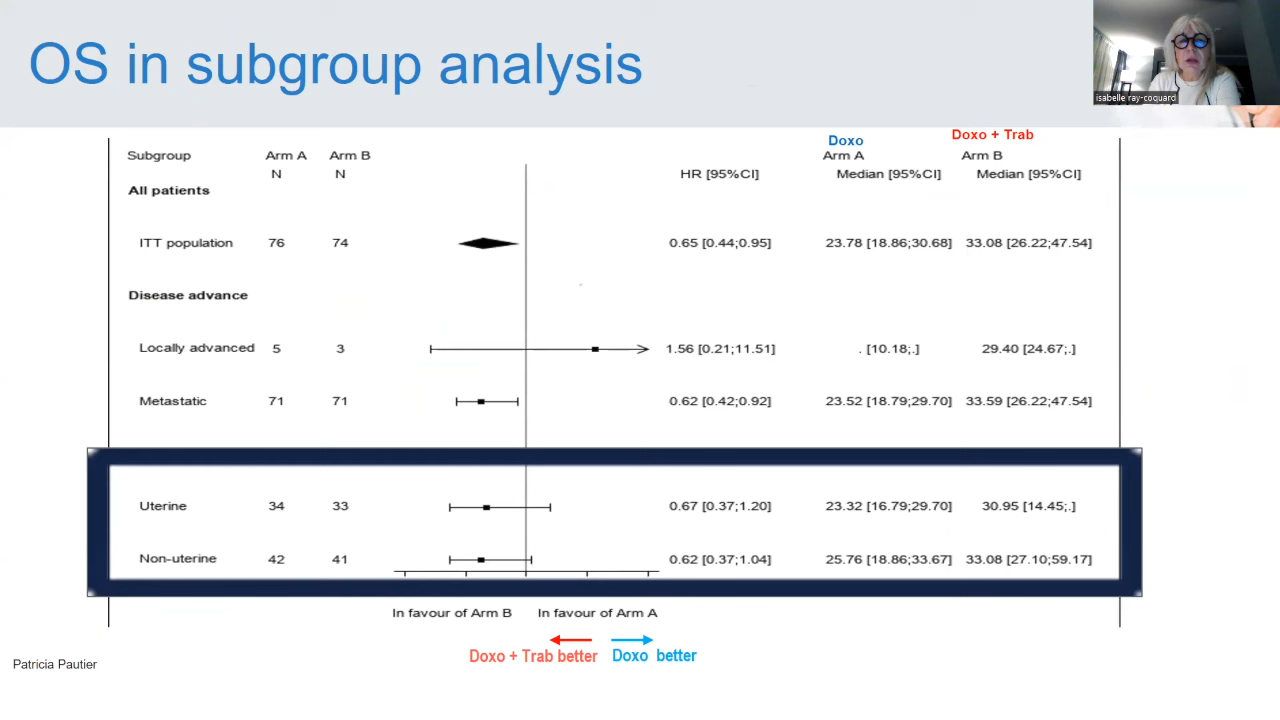 OS in subgroup analysis
isabelle ray-coquard
Doxo Doxo + Trab
Subgroup Arm A Arm B Arm A Arm B
N N HR [95%CI] Median [95%CI] Median [95%CI]
All patients
ITT population 76 74 0.65 [0.44;0.95] 23.78 [18.86;30.68] 33.08 [26.22;47.54]
Disease advance
Locally advanced 5 3 1.56 [0.21;11.51] . [10.18;.] 29.40 [24.67;.]
Metastatic 71 71 0.62 [0.42;0.92] 23.52 [18.79;29.70] 33.59 [26.22;47.54]
Uterine 34 33 0.67 [0.37;1.20] 23.32 [16.79;29.70] 30.95 [14.45;.]
Non-uterine 42 41 0.62 [0.37;1.04] 25.76 [18.86;33.67] 33.08 [27.10;59.17]
In favour of Arm B In favour of Arm A
Doxo + Trab better Doxo better
Patricia Pautier